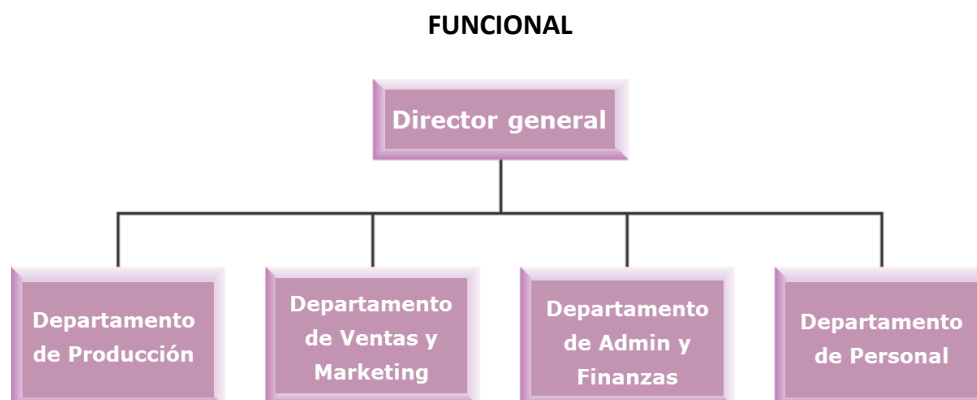 FUNCIONAL
Director general
Departamento
de Producción
Departamento
de Ventas y
Marketing
Departamento
de Admin y
Finanzas
Departamento
de Personal